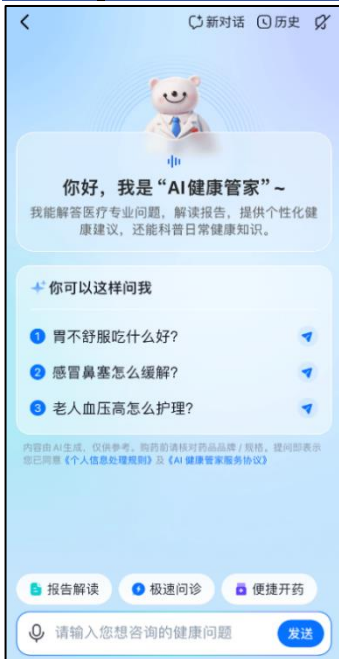 新对话 历史
你好，我是“AI健康管家”~
我能解答医疗专业问题，解读报告，提供个性化健
康建议，还能科普日常健康知识。
你可以这样问我
1 胃不舒服吃什么好？
2 感冒鼻塞怎么缓解？
3 老人血压高怎么护理？
内容由AI生成，仅供参考。购药前请核对药品品牌/规格。提问即表示
您已同意《个人信息处理规则》及《AI健康管家服务协议》
报告解读 极速问诊 便捷开药
请输入您想咨询的健康问题 发送